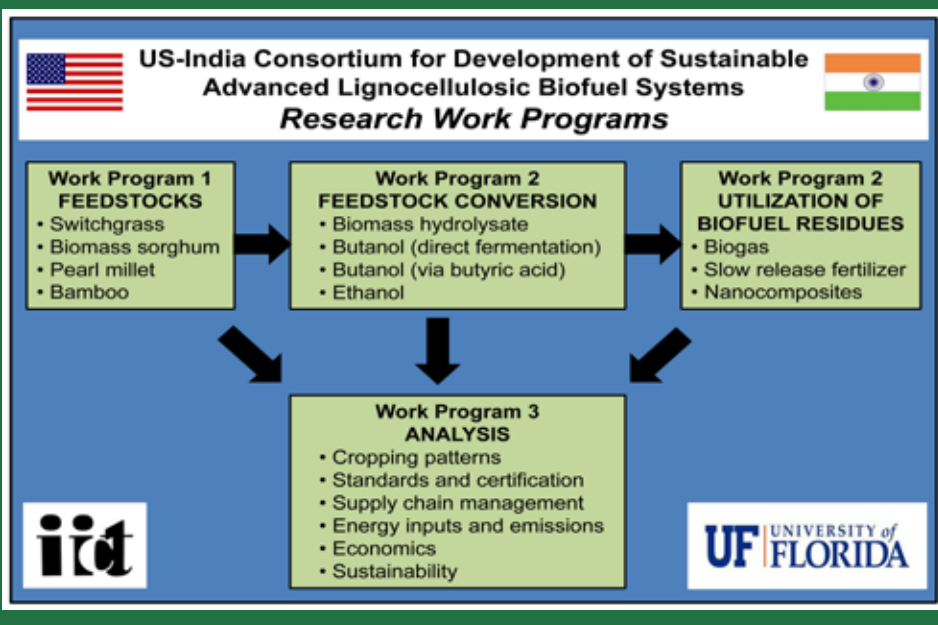 US-India Consortium for Development of Sustainable
Advanced Lignocellulosic Biofuel Systems
Research Work Programs
Work Program 1
FEEDSTOCKS
• Switchgrass
• Biomass sorghum
• Pearl millet
• Bamboo
Work Program 2
FEEDSTOCK CONVERSION
• Biomass hydrolysate
• Butanol (direct fermentation)
• Butanol (via butyric acid)
• Ethanol
Work Program 2
UTILIZATION OF
BIOFUEL RESIDUES
• Biogas
• Slow release fertilizer
• Nanocomposites
Work Program 3
ANALYSIS
• Cropping patterns
• Standards and certification
• Supply chain management
• Energy inputs and emissions
• Economics
• Sustainability
iict
UF UNIVERSITY of
FLORIDA